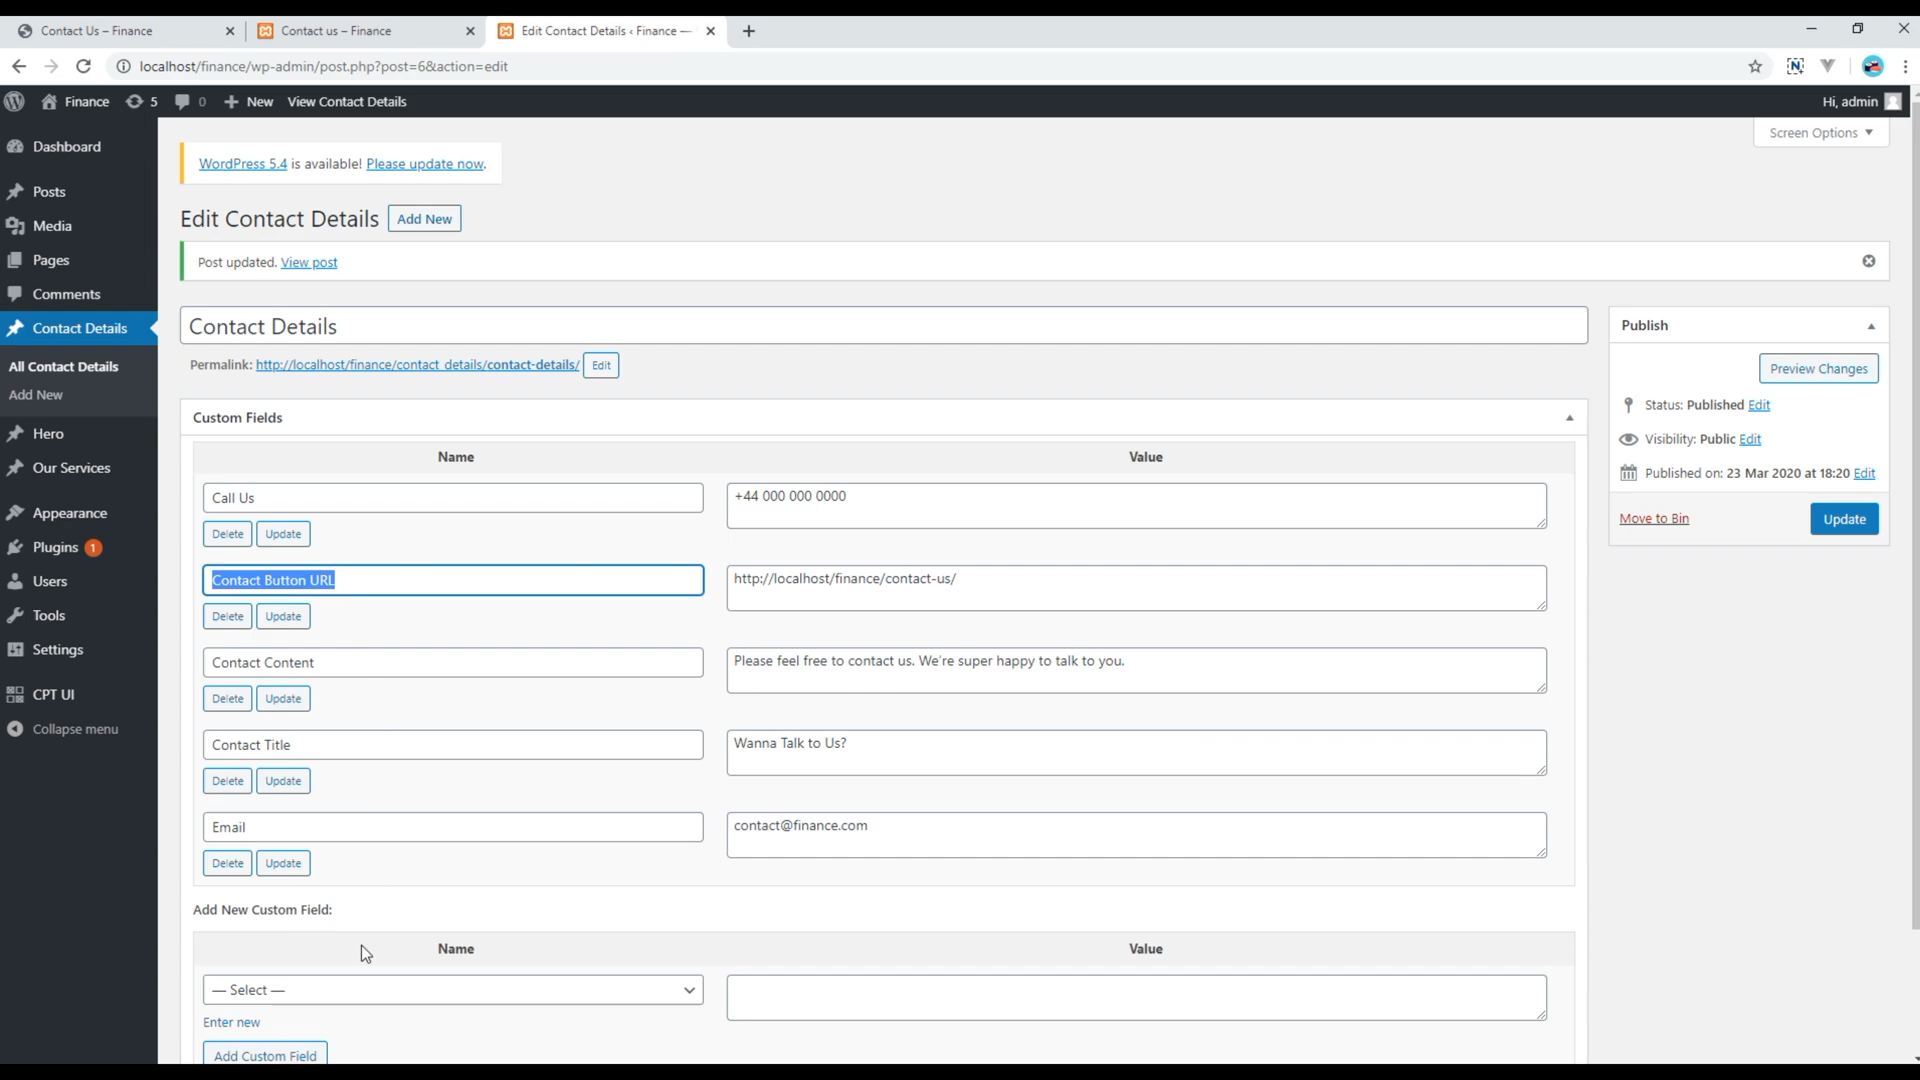 Contact Us – Finance
Contact us – Finance
Edit Contact Details ‹ Finance —
localhost/finance/wp-admin/post.php?post=6&action=edit
Finance 5 0 New View Contact Details Hi, admin
Screen Options
Dashboard
Posts
Media
Pages
Comments
Contact Details
All Contact Details
Add New
Hero
Our Services
Appearance
Plugins 1
Users
Tools
Settings
CPT UI
Collapse menu
WordPress 5.4 is available! Please update now.
Edit Contact Details Add New
Post updated. View post
Contact Details
Permalink: http://localhost/finance/contact_details/contact-details/ Edit
Custom Fields
Name Value
Call Us +44 000 000 0000
Delete Update
Contact Button URL http://localhost/finance/contact-us/
Delete Update
Contact Content Please feel free to contact us. We're super happy to talk to you.
Delete Update
Contact Title Wanna Talk to Us?
Delete Update
Email contact@finance.com
Delete Update
Add New Custom Field:
Name Value
— Select —
Enter new
Add Custom Field
Publish
Preview Changes
Status: Published Edit
Visibility: Public Edit
Published on: 23 Mar 2020 at 18:20 Edit
Move to Bin Update